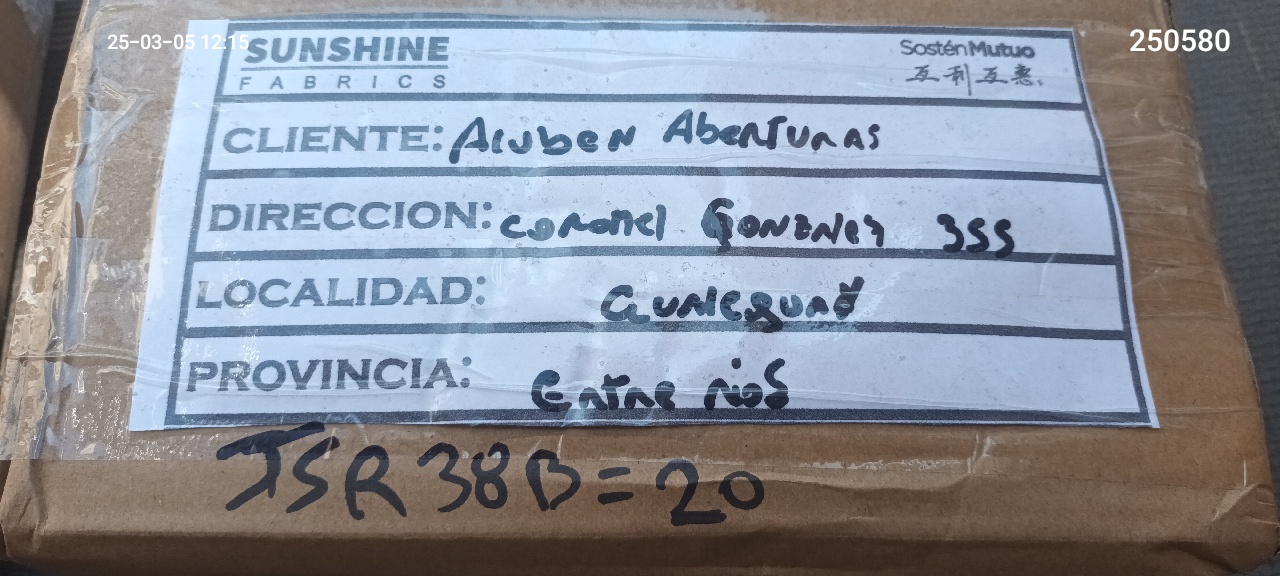 25-03-05 12:15
250580
SUNSHINE
FABRICS
SosténMutuo
互利互惠.
CLIENTE: Aluben Aberturas
DIRECCION: coronel Gonzalez 355
LOCALIDAD: Gualeguay
PROVINCIA: Entre rios
JSR 38B=20